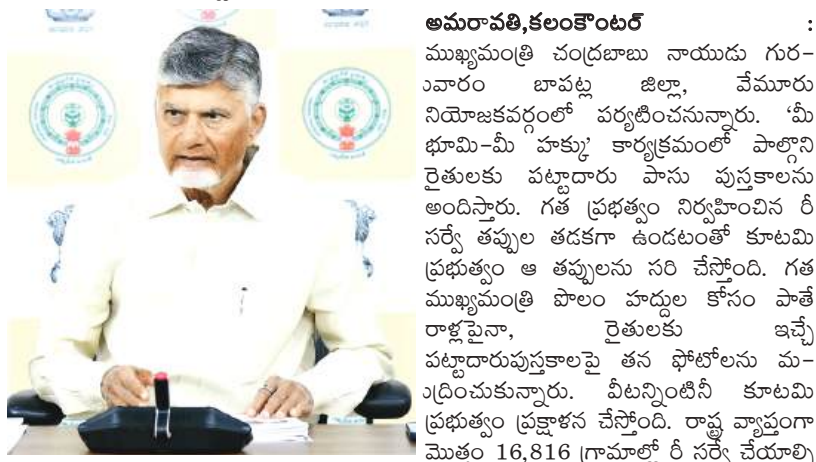 అమరావతి,కలంకౌంటర్ :
ముఖ్యమంత్రి చంద్రబాబు నాయుడు గుర-
ువారం బాపట్ల జిల్లా, వేమూరు
నియోజకవర్గంలో పర్యటించనున్నారు. ‘మీ
భూమి-మీ హక్కు’ కార్యక్రమంలో పాల్గొని
రైతులకు పట్టాదారు పాసు పుస్తకాలను
అందిస్తారు. గత ప్రభత్వం నిర్వహించిన రీ
సర్వే తప్పుల తడకగా ఉండటంతో కూటమి
ప్రభుత్వం ఆ తప్పులను సరి చేస్తోంది. గత
ముఖ్యమంత్రి పొలం హద్దుల కోసం పాతే
రాళ్లపైనా, రైతులకు ఇచ్చే
పట్టాదారుపుస్తకాలపై తన ఫోటోలను మ-
ుద్రించుకున్నారు. వీటన్నింటినీ కూటమి
ప్రభుత్వం ప్రక్షాళన చేస్తోంది. రాష్ట్ర వ్యాప్తంగా
మొత్తం 16,816 గ్రామాల్లో రీ సర్వే చేయాల్సి